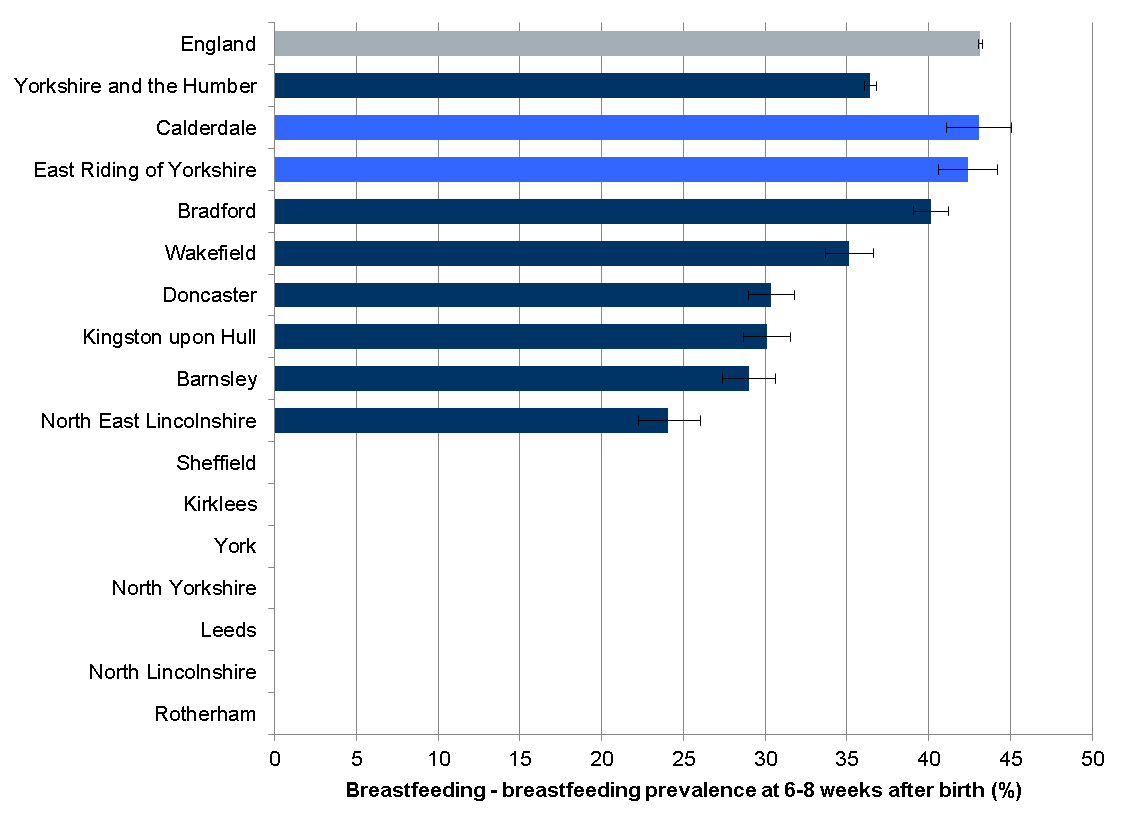 England
Yorkshire and the Humber
Calderdale
East Riding of Yorkshire
Bradford
Wakefield
Doncaster
Kingston upon Hull
Barnsley
North East Lincolnshire
Sheffield
Kirklees
York
North Yorkshire
Leeds
North Lincolnshire
Rotherham
0 5 10 15 20 25 30 35 40 45 50
Breastfeeding - breastfeeding prevalence at 6-8 weeks after birth (%)